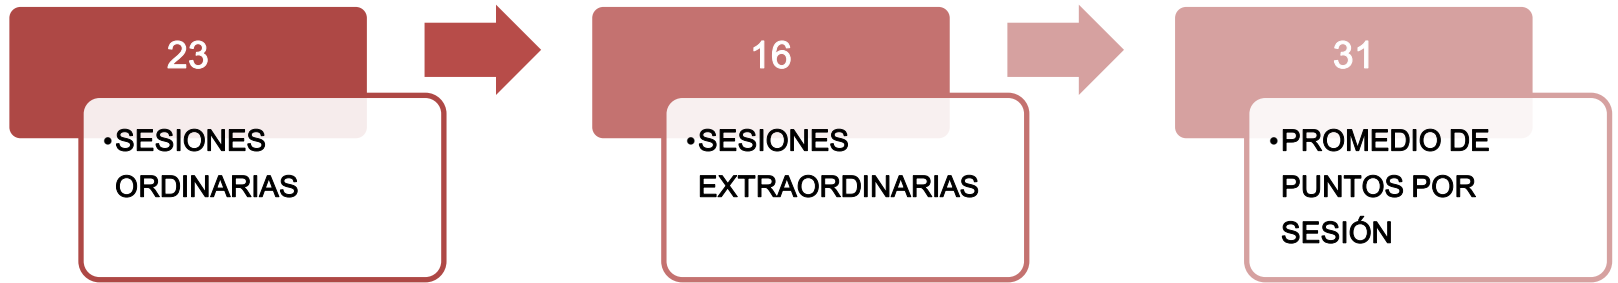 23
•SESIONES
ORDINARIAS
16
•SESIONES
EXTRAORDINARIAS
31
•PROMEDIO DE
PUNTOS POR
SESIÓN